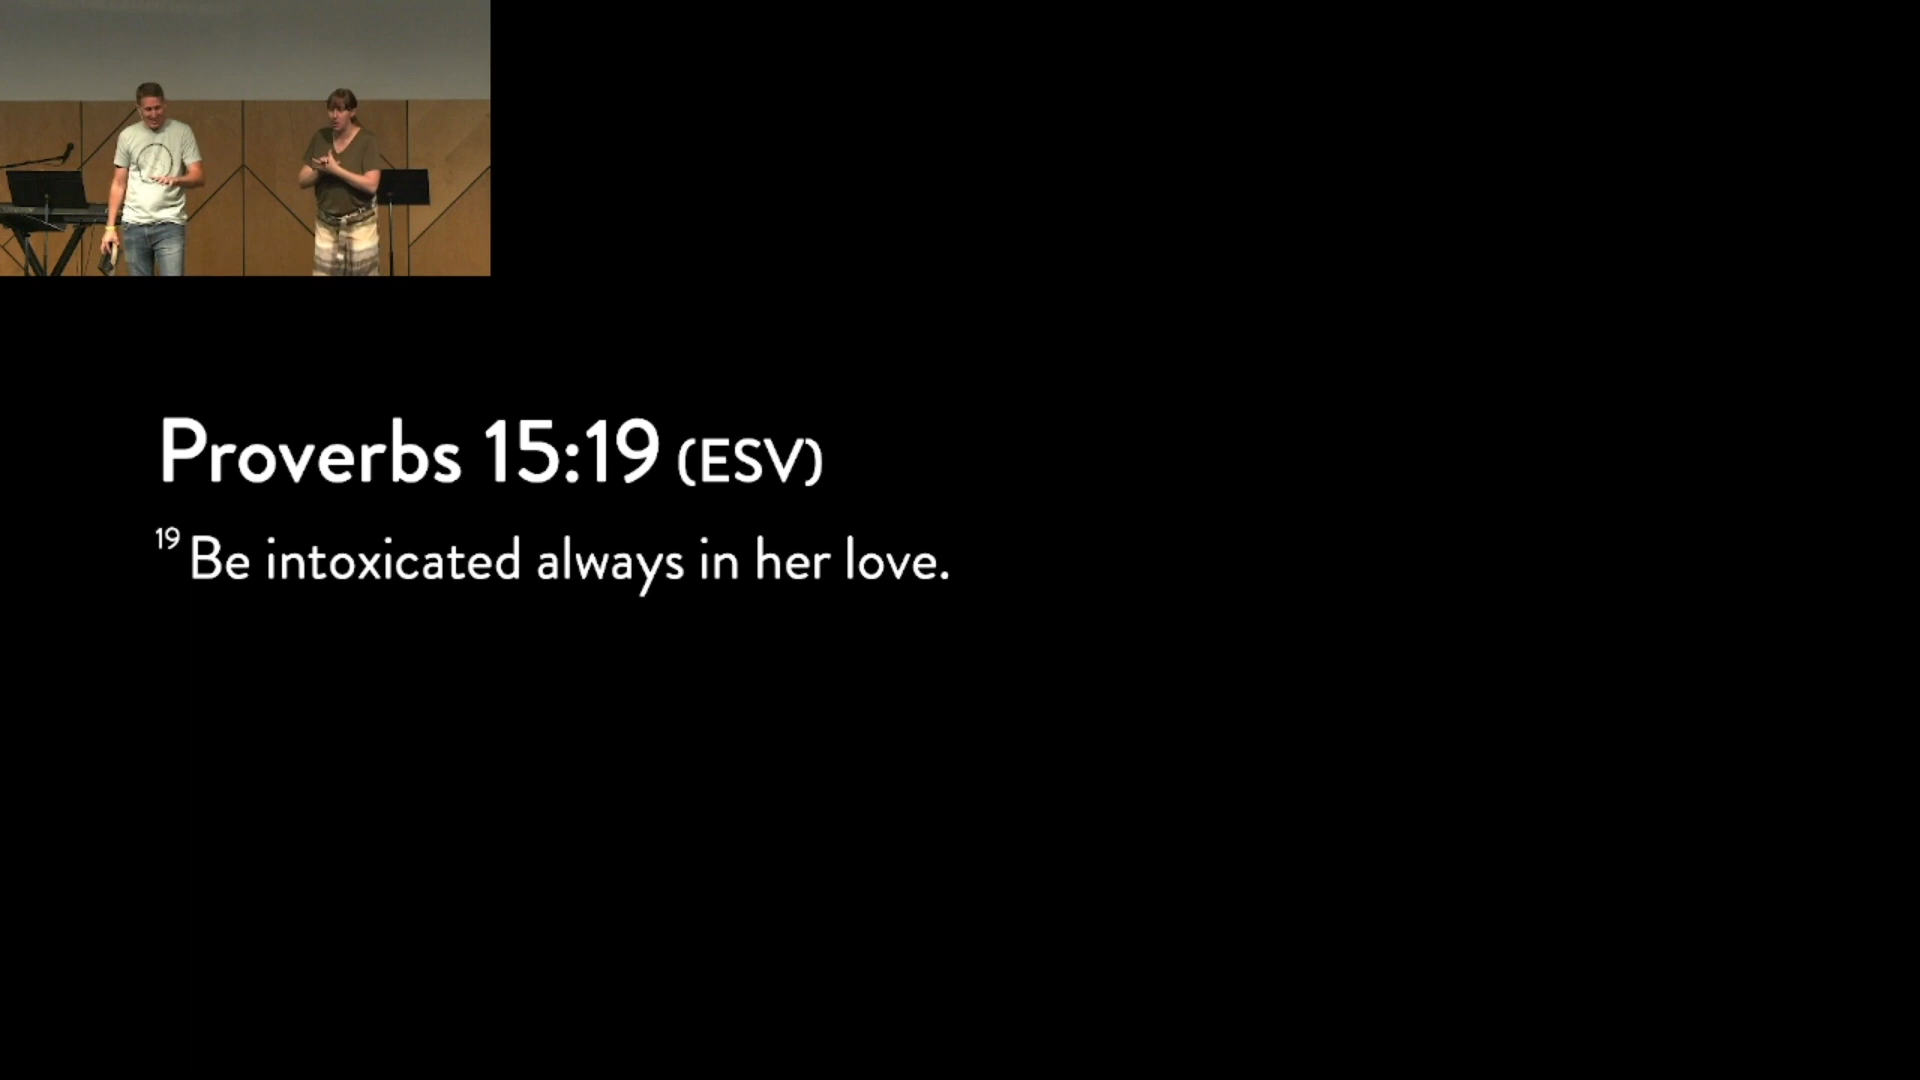 Proverbs 15:19 (ESV)
19 Be intoxicated always in her love.